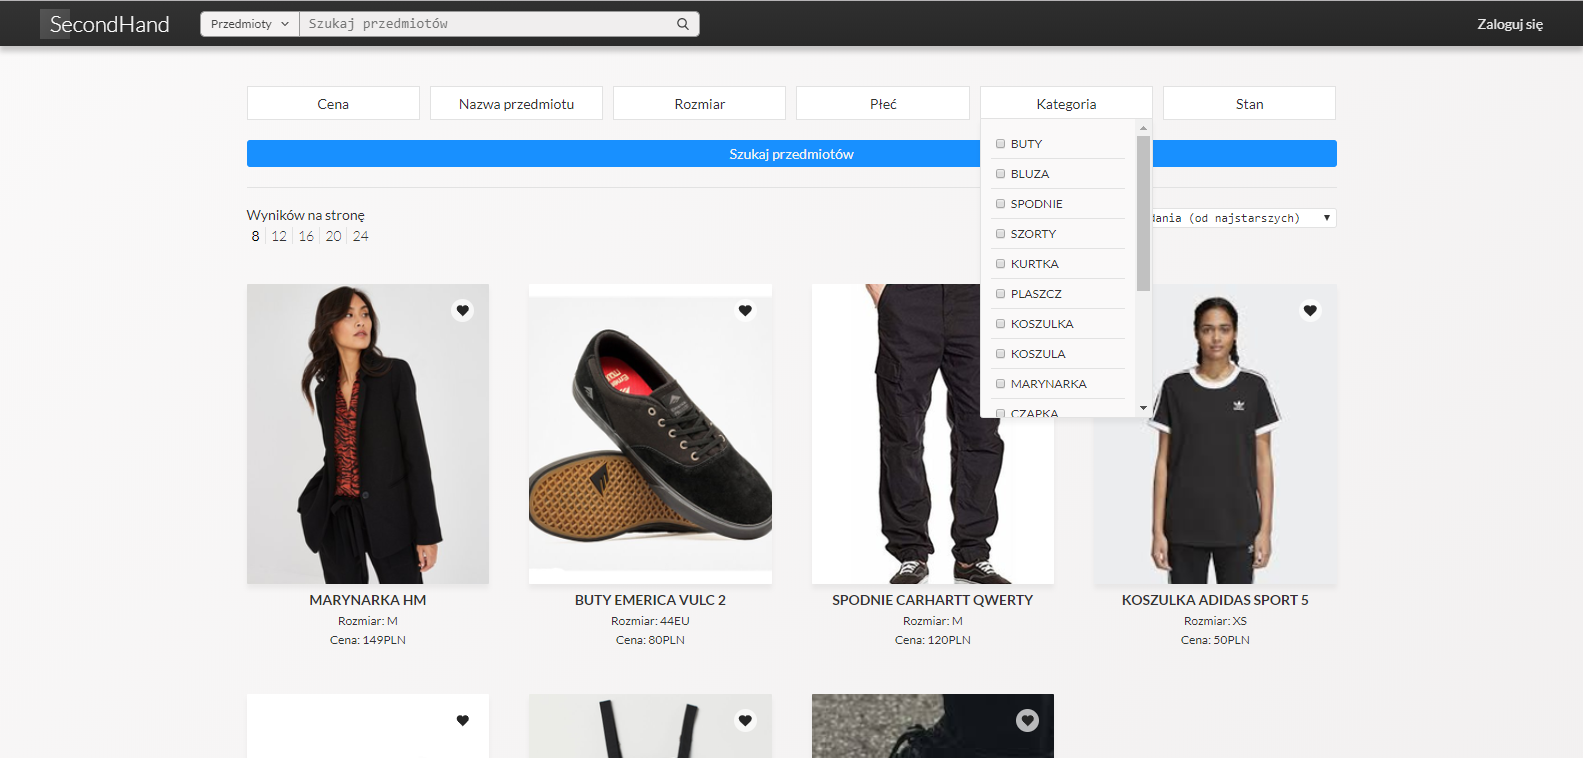 SecondHand
Przedmioty
Szukaj przedmiotów
Zaloguj się
Cena
Nazwa przedmiotu
Rozmiar
Płeć
Kategoria
Stan
Szukaj przedmiotów
BUTY
BLUZA
SPODNIE
SZORTY
KURTKA
PLASZCZ
KOSZULKA
KOSZULA
MARYNARKA
CZAPKA
Wyników na stronę
8 12 16 20 24
(od najstarszych)
MARYNARKA HM
Rozmiar: M
Cena: 149PLN
BUTY EMERICA VULC 2
Rozmiar: 44EU
Cena: 80PLN
SPODNIE CARHARTT QWERTY
Rozmiar: M
Cena: 120PLN
KOSZULKA ADIDAS SPORT 5
Rozmiar: XS
Cena: 50PLN